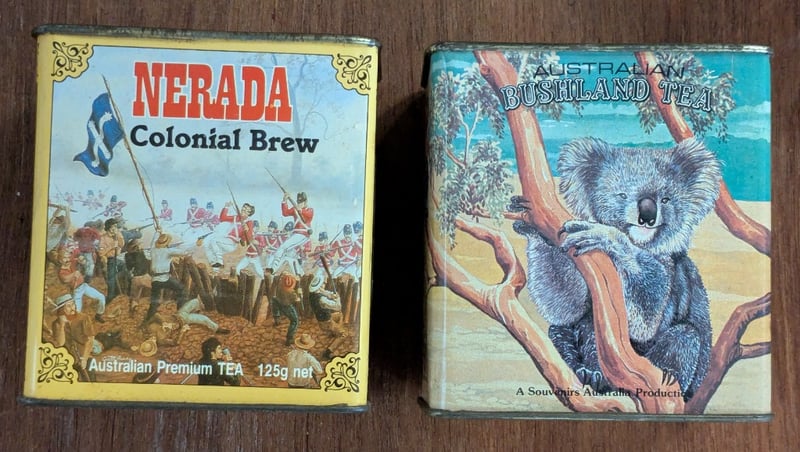 NERADA
Colonial Brew
Australian Premium TEA 125g net
AUSTRALIAN
BUSHLAND TEA
A Souvenirs Australia Production